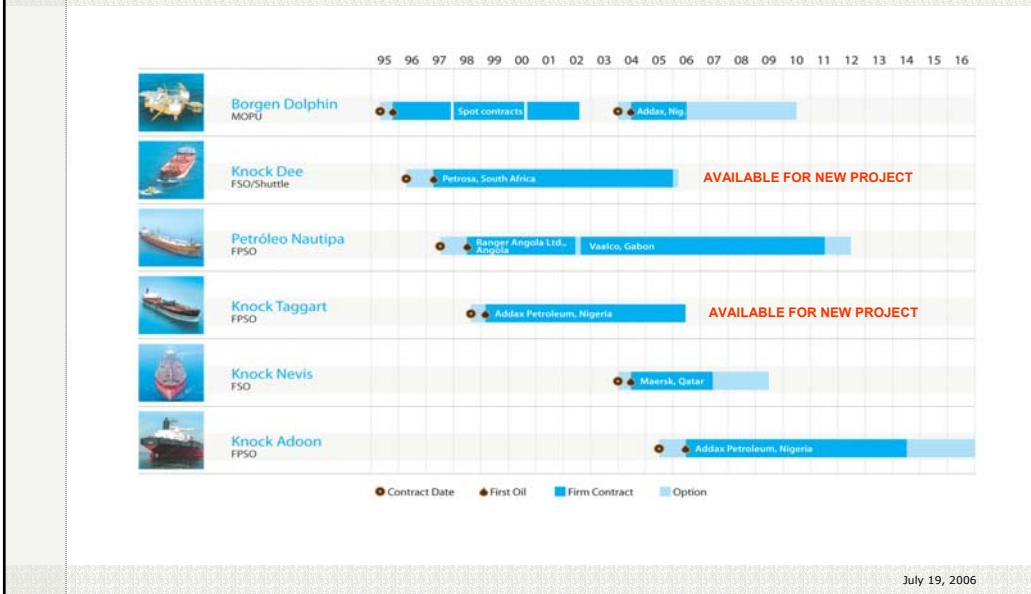 95 96 97 98 99 00 01 02 03 04 05 06 07 08 09 10 11 12 13 14 15 16
Borgen Dolphin
MOPU
Spot contracts
Addax, Nig.
Knock Dee
FSO/Shuttle
Petrosa, South Africa
AVAILABLE FOR NEW PROJECT
Petróleo Nautipa
FPSO
Ranger Angola Ltd.,
Angola
Vaalco, Gabon
Knock Taggart
FPSO
Addax Petroleum, Nigeria
AVAILABLE FOR NEW PROJECT
Knock Nevis
FSO
Maersk, Qatar
Knock Adoon
FPSO
Addax Petroleum, Nigeria
Contract Date First Oil Firm Contract Option
July 19, 2006